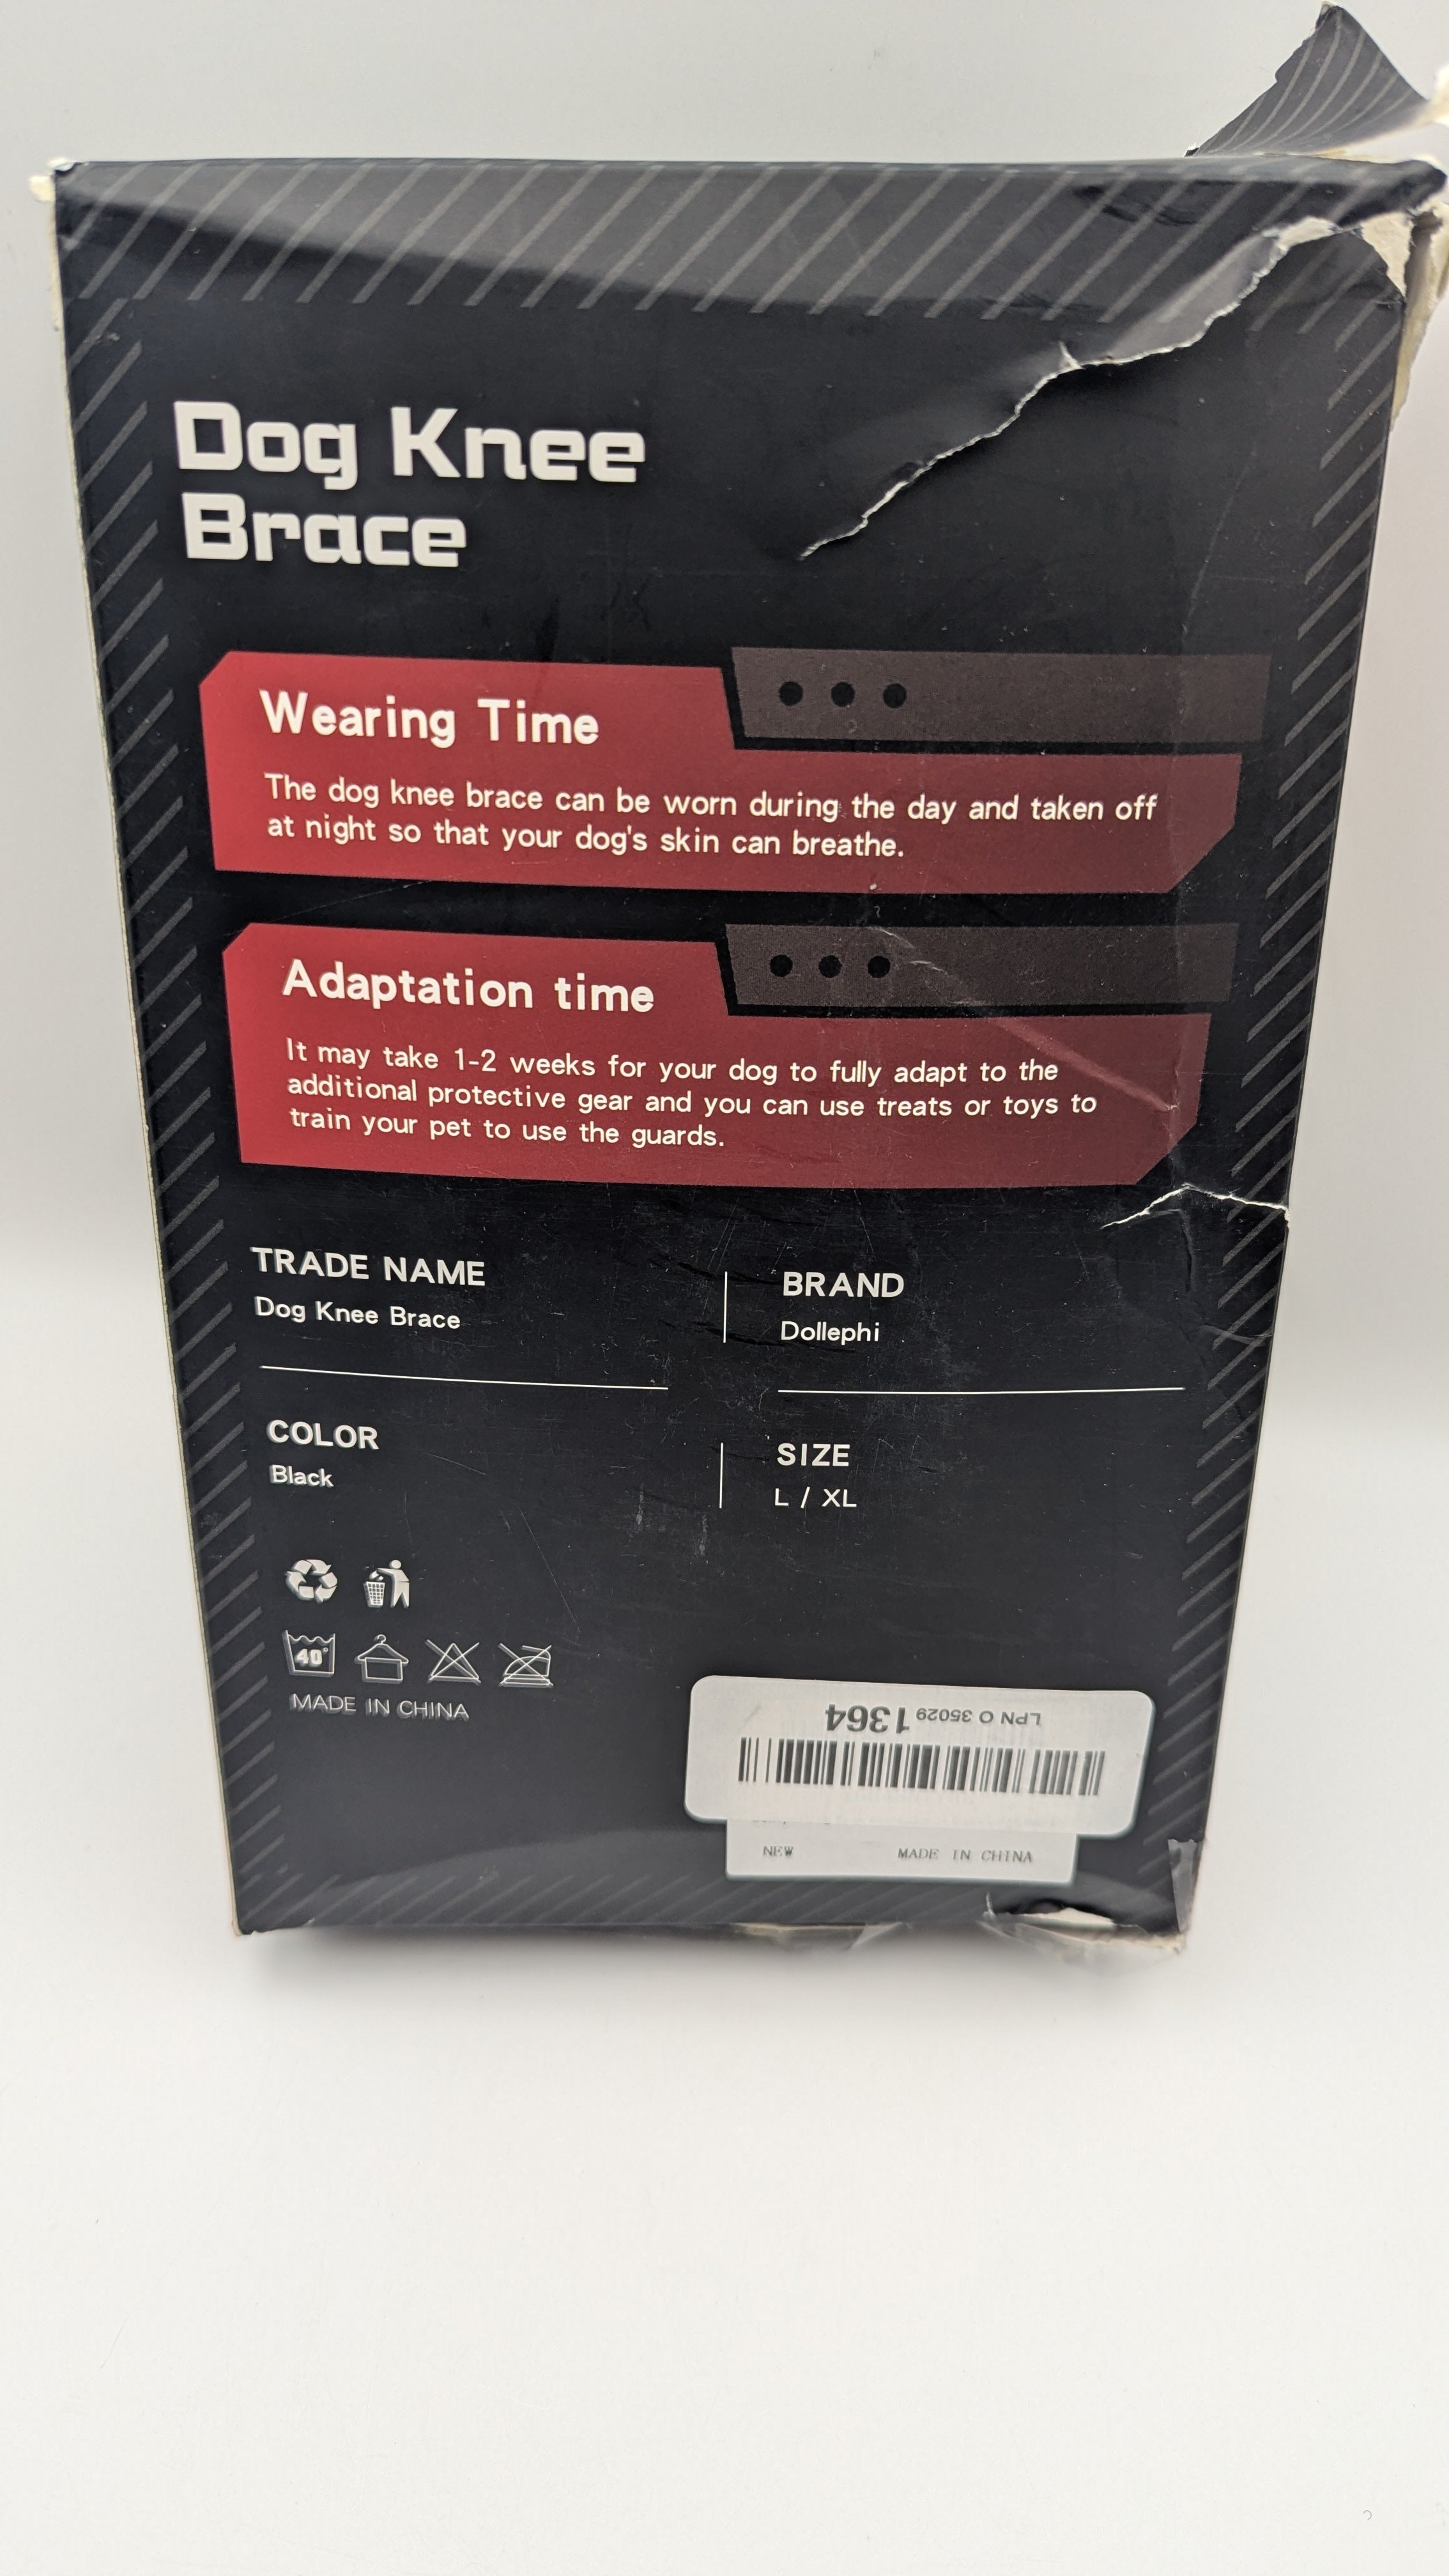 Dog Knee
Brace
Wearing Time
The dog knee brace can be worn during the day and taken off
at night so that your dog's skin can breathe.
Adaptation time
It may take 1-2 weeks for your dog to fully adapt to the
additional protective gear and you can use treats or toys to
train your pet to use the guards.
TRADE NAME
Dog Knee Brace
BRAND
Dollephi
COLOR
Black
SIZE
L / XL
40°
MADE IN CHINA
LPN O 35029 1364
NEW MADE IN CHINA